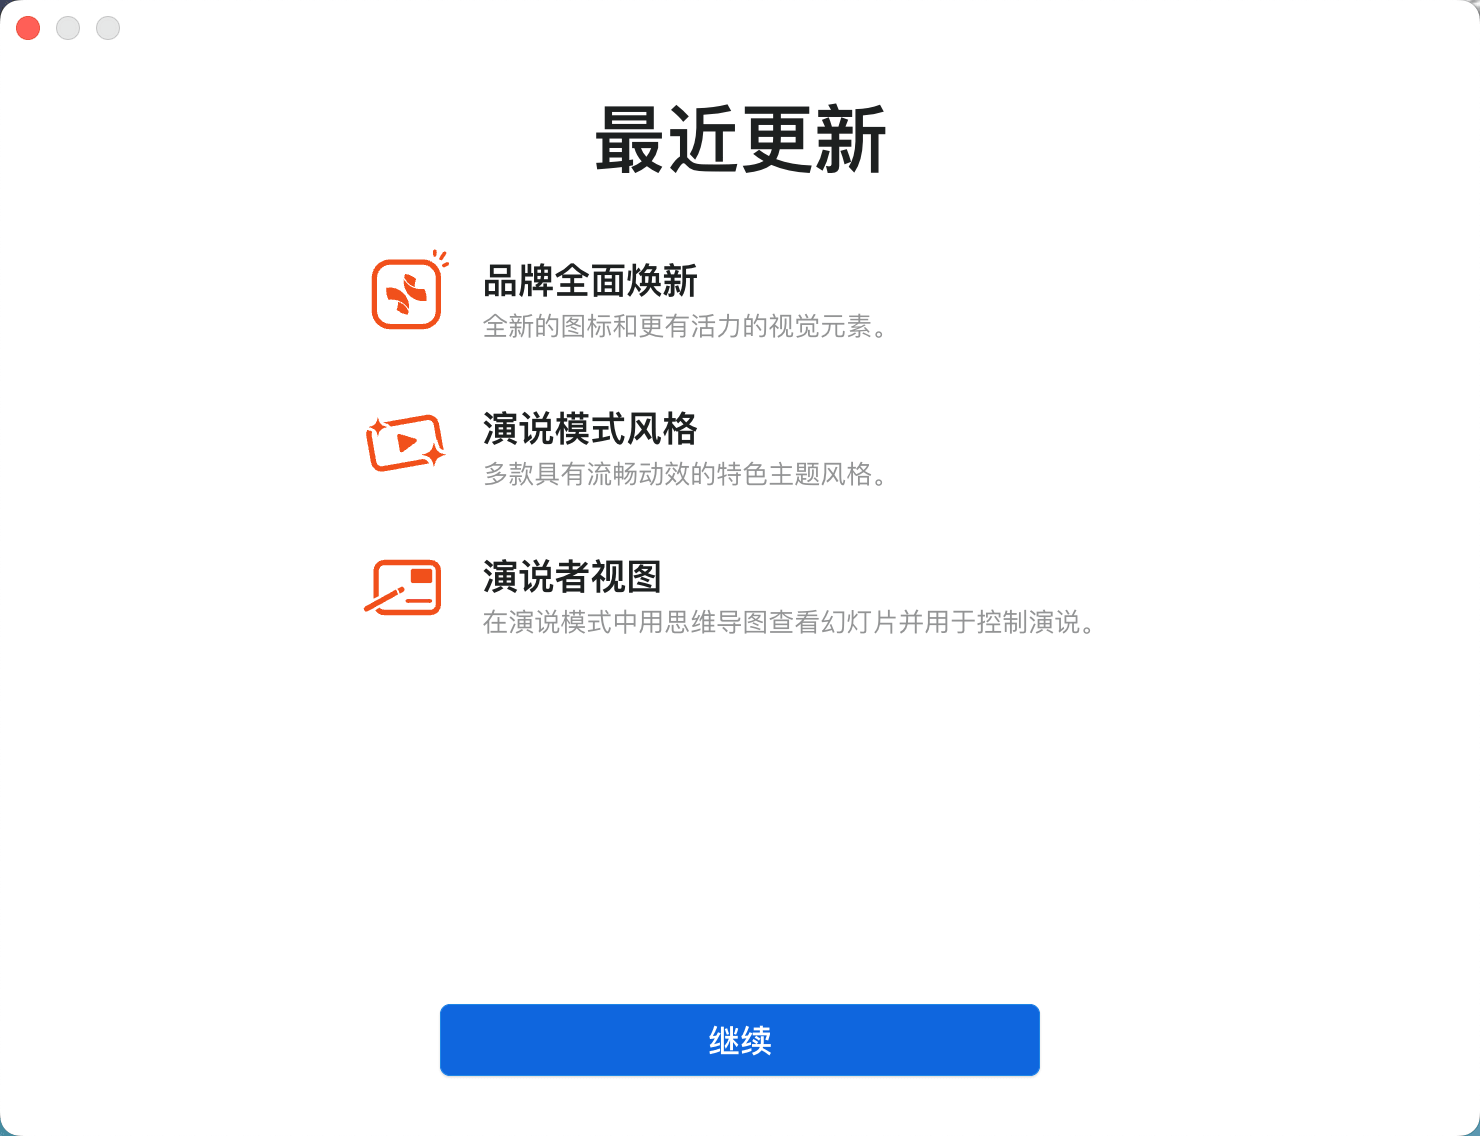 最近更新
品牌全面焕新
全新的图标和更有活力的视觉元素。
演说模式风格
多款具有流畅动效的特色主题风格。
演说者视图
在演说模式中用思维导图查看幻灯片并用于控制演说。
继续